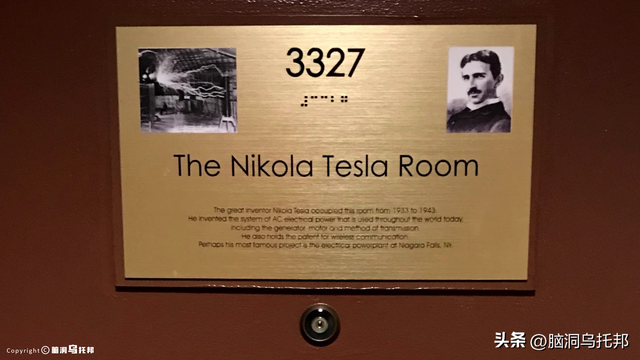 3327
⠼⠉⠉⠃⠛
The Nikola Tesla Room
The great inventor Nikola Tesla occupied this room from 1933 to 1943.
He invented the system of AC electrical power that is used throughout the world today,
including the generator, motor and method of transmission.
He also holds the patent for wireless communication.
Perhaps his most famous project is the electrical powerplant at Niagara Falls, NY.
Copyright © 脑洞乌托邦
头条 @脑洞乌托邦